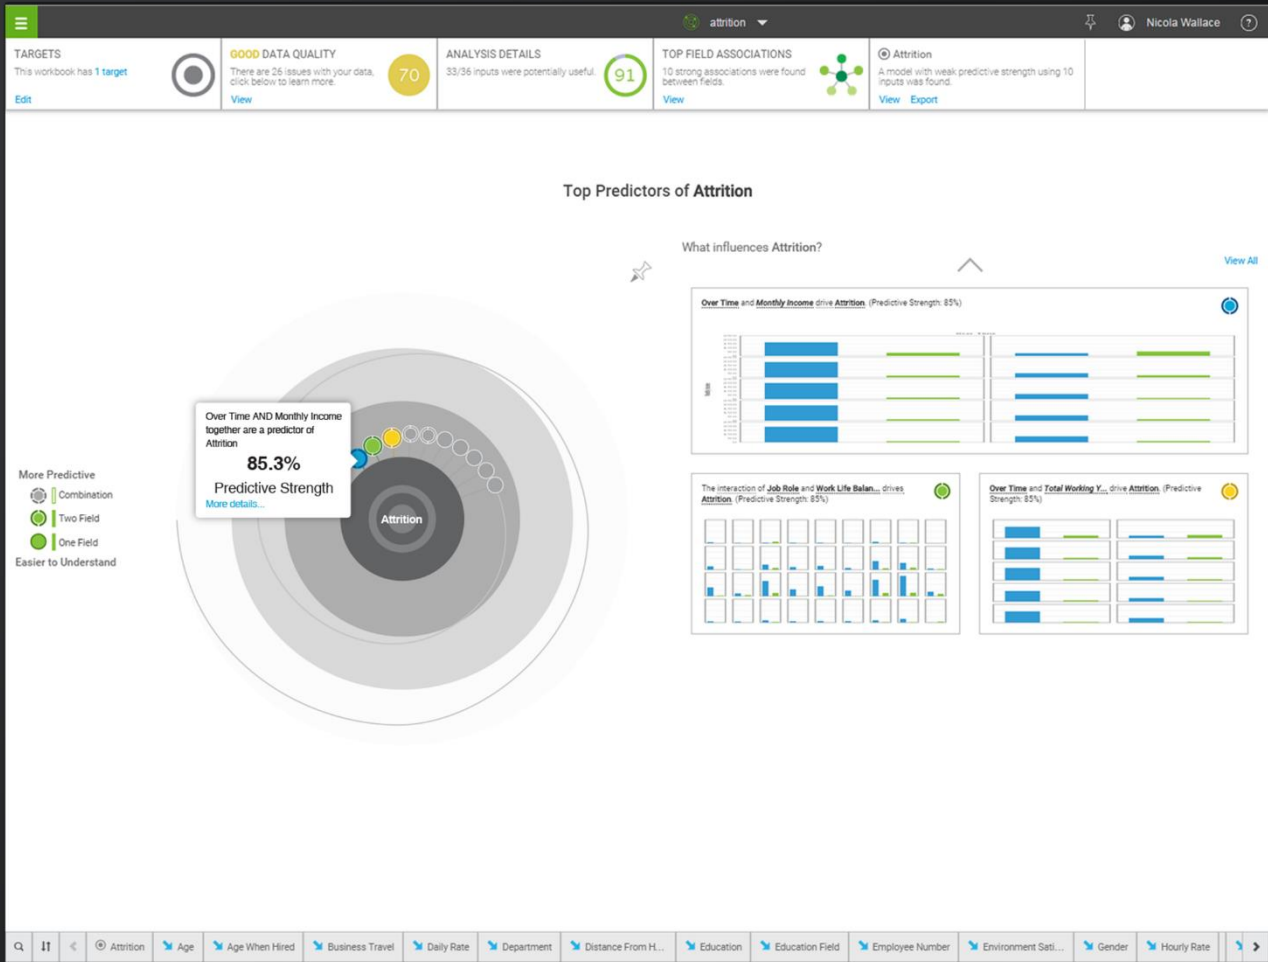 attrition
Nicola Wallace
?
TARGETS
This workbook has 1 target
Edit
GOOD DATA QUALITY
There are 26 issues with your data,
click below to learn more.
View
70
ANALYSIS DETAILS
33/36 inputs were potentially useful.
91
TOP FIELD ASSOCIATIONS
10 strong associations were found
between fields.
View
Attrition
A model with weak predictive strength using 10
inputs was found.
View Export
Top Predictors of Attrition
What influences Attrition?
View All
Over Time and Monthly Income drive Attrition. (Predictive Strength: 85%)
Over Time AND Monthly Income
together are a predictor of
Attrition
85.3%
Predictive Strength
More details...
Attrition
More Predictive
Combination
Two Field
One Field
Easier to Understand
The interaction of Job Role and Work Life Balan... drives
Attrition. (Predictive Strength: 85%)
Over Time and Total Working Y... drive Attrition. (Predictive
Strength: 85%)
Attrition Age Age When Hired Business Travel Daily Rate Department Distance From H... Education Education Field Employee Number Environment Sati... Gender Hourly Rate